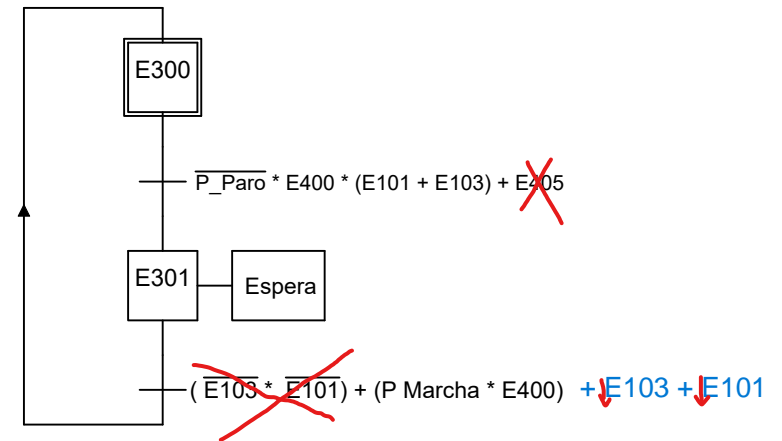 E300
P_Paro * E400 * (E101 + E103) + E405
E301
Espera
( E103 * E101) + (P Marcha * E400) + ↓E103 + ↓E101